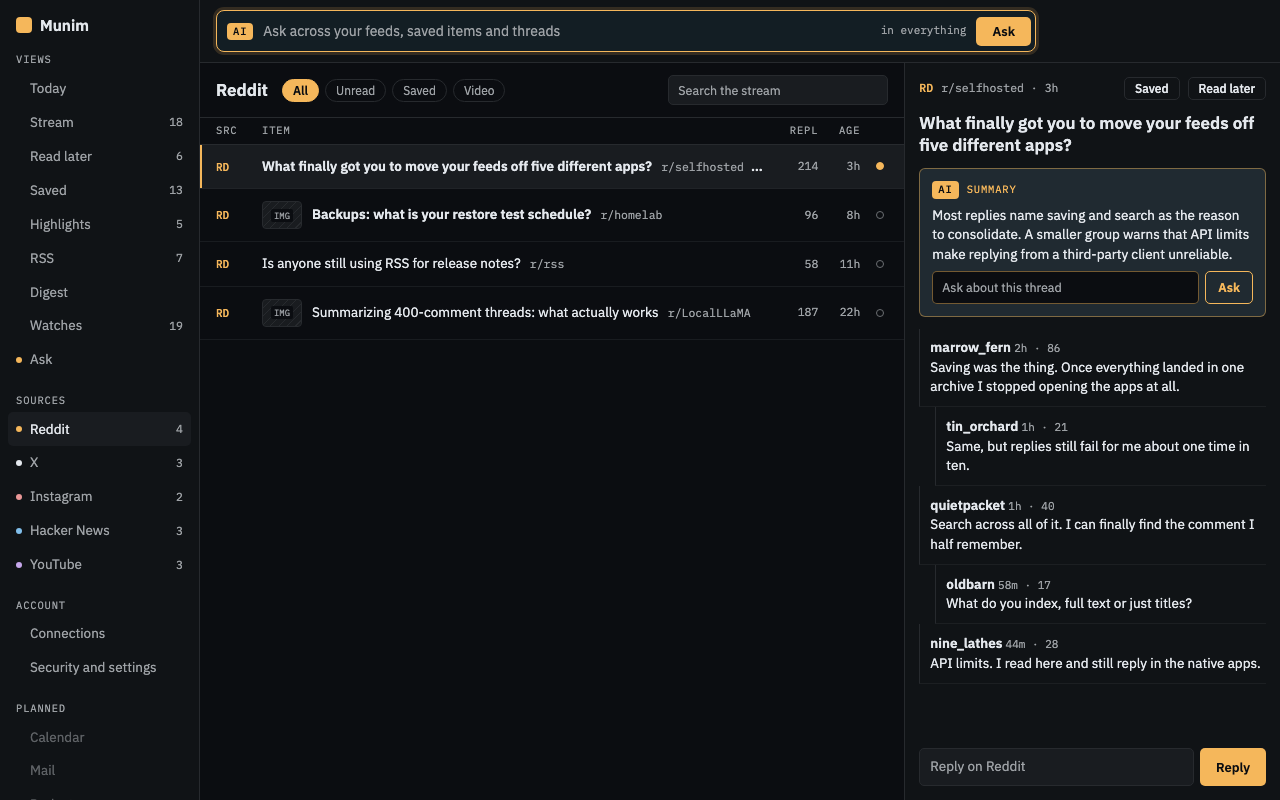 Munim
VIEWS
Today
Stream 18
Read later 6
Saved 13
Highlights 5
RSS 7
Digest
Watches 19
Ask
SOURCES
Reddit 4
X 3
Instagram 2
Hacker News 3
YouTube 3
ACCOUNT
Connections
Security and settings
PLANNED
Calendar
Mail
AI Ask across your feeds, saved items and threads in everything Ask
Reddit All Unread Saved Video Search the stream
SRC ITEM REPL AGE
RD What finally got you to move your feeds off five different apps? r/selfhosted ... 214 3h
RD IMG Backups: what is your restore test schedule? r/homelab 96 8h
RD Is anyone still using RSS for release notes? r/rss 58 11h
RD IMG Summarizing 400-comment threads: what actually works r/LocalLLaMA 187 22h
RD r/selfhosted · 3h Saved Read later
What finally got you to move your feeds off
five different apps?
AI SUMMARY
Most replies name saving and search as the reason
to consolidate. A smaller group warns that API limits
make replying from a third-party client unreliable.
Ask about this thread Ask
marrow_fern 2h · 86
Saving was the thing. Once everything landed in one
archive I stopped opening the apps at all.
tin_orchard 1h · 21
Same, but replies still fail for me about one time in
ten.
quietpacket 1h · 40
Search across all of it. I can finally find the comment I
half remember.
oldbarn 58m · 17
What do you index, full text or just titles?
nine_lathes 44m · 28
API limits. I read here and still reply in the native apps.
Reply on Reddit Reply